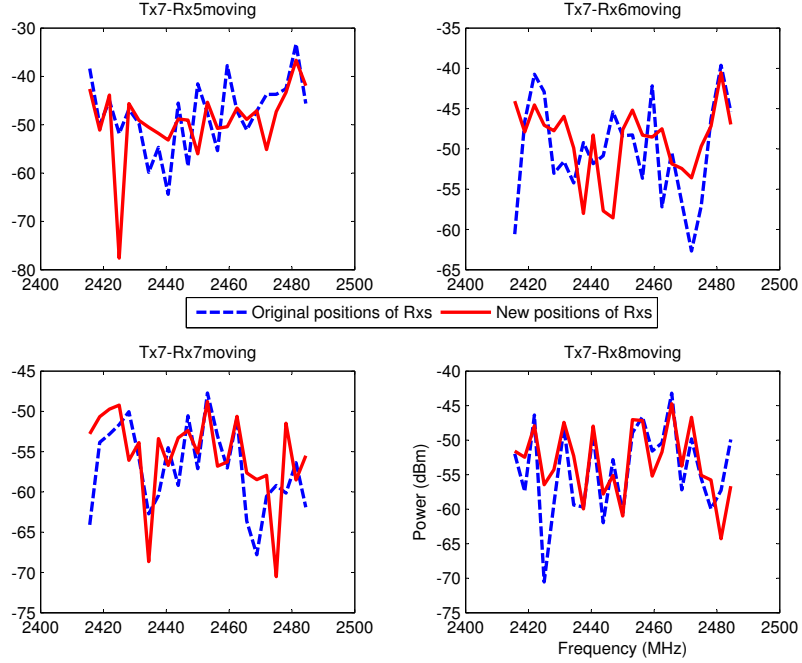 Tx7-Rx5moving
-30
-40
-50
-60
-70
-80
2400 2420 2440 2460 2480 2500
Tx7-Rx6moving
-35
-40
-45
-50
-55
-60
-65
2400 2420 2440 2460 2480 2500
Original positions of Rxs New positions of Rxs
Tx7-Rx7moving
-45
-50
-55
-60
-65
-70
-75
2400 2420 2440 2460 2480 2500
Tx7-Rx8moving
-40
-45
-50
-55
-60
-65
-70
-75
Power (dBm)
2400 2420 2440 2460 2480 2500
Frequency (MHz)